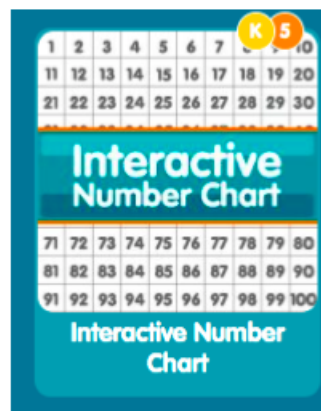 K 5
1 2 3 4 5 6 7 10
11 12 13 14 15 16 17 18 19 20
21 22 23 24 25 26 27 28 29 30
Interactive
Number Chart
71 72 73 74 75 76 77 78 79 80
81 82 83 84 85 86 87 88 89 90
91 92 93 94 95 96 97 98 99 100
Interactive Number
Chart